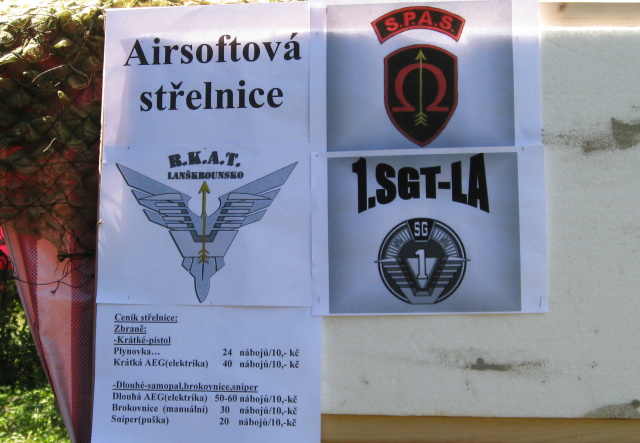 Airsoftová
střelnice
S.P.A.S.
R.K.A.T.
LANŠKROUNSKO
1.SGT-LA
SG
1
Ceník střelnice:
Zbraně:
-Krátké-pistol
Plynovka... 24 nábojů/10,- kč
Krátká AEG(elektrika) 40 nábojů/10,- kč
-Dlouhé-samopal,brokovnice,sniper
Dlouhá AEG(elektrika) 50-60 nábojů/10,-kč
Brokovnice (manuální) 30 nábojů/10,-kč
Sniper(puška) 20 nábojů/10,-kč